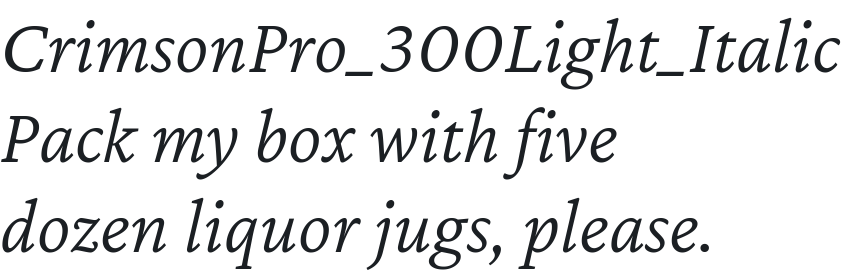 CrimsonPro_300Light_Italic
Pack my box with five
dozen liquor jugs, please.